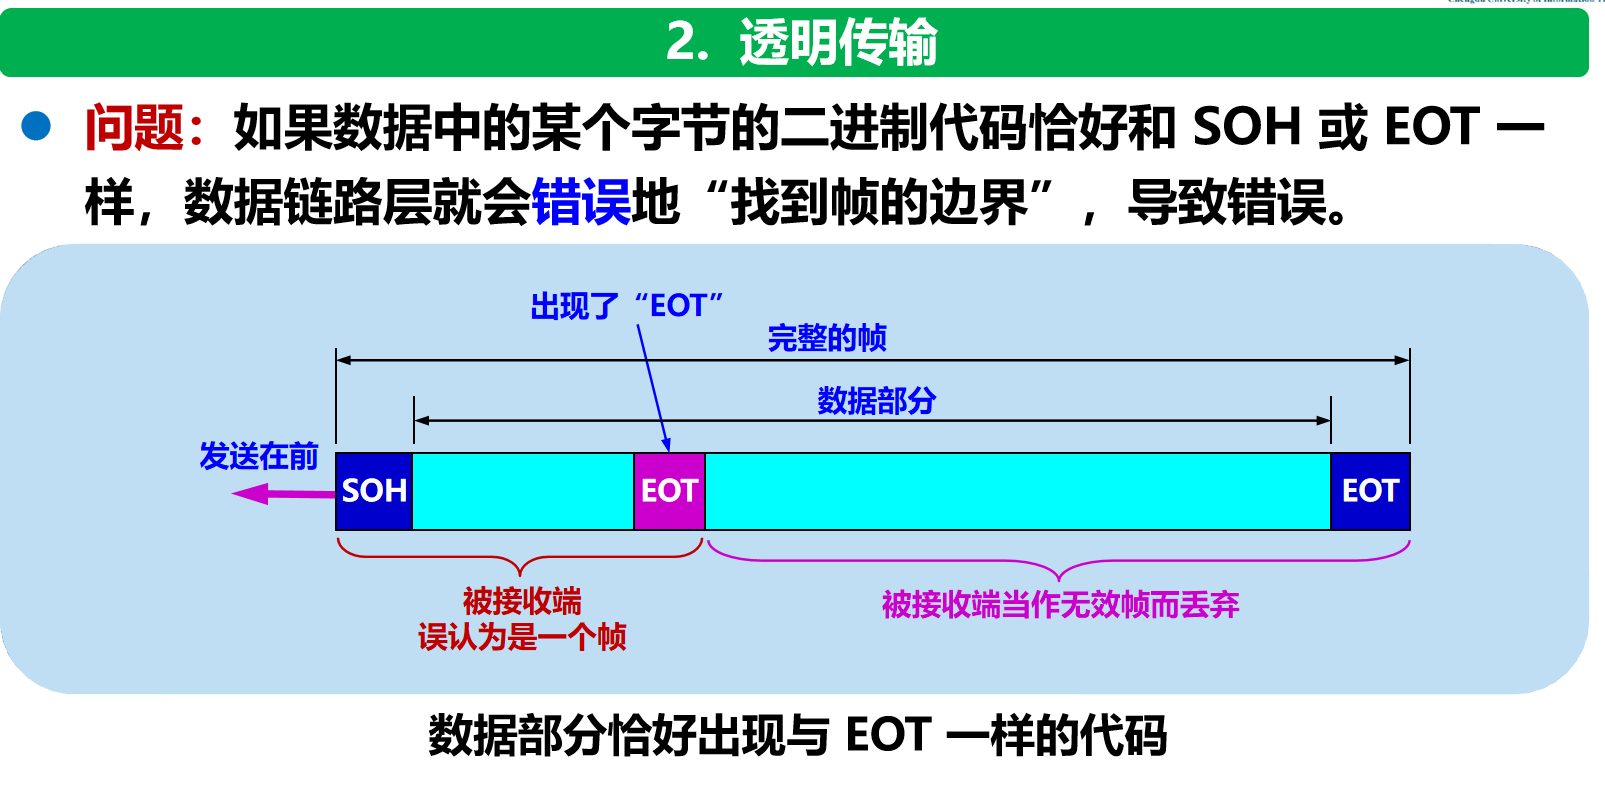 2. 透明传输
问题：如果数据中的某个字节的二进制代码恰好和 SOH 或 EOT 一
样，数据链路层就会错误地“找到帧的边界”，导致错误。
出现了“EOT”
完整的帧
数据部分
发送在前
SOH
EOT
EOT
被接收端
误认为是一个帧
被接收端当作无效帧而丢弃
数据部分恰好出现与 EOT 一样的代码